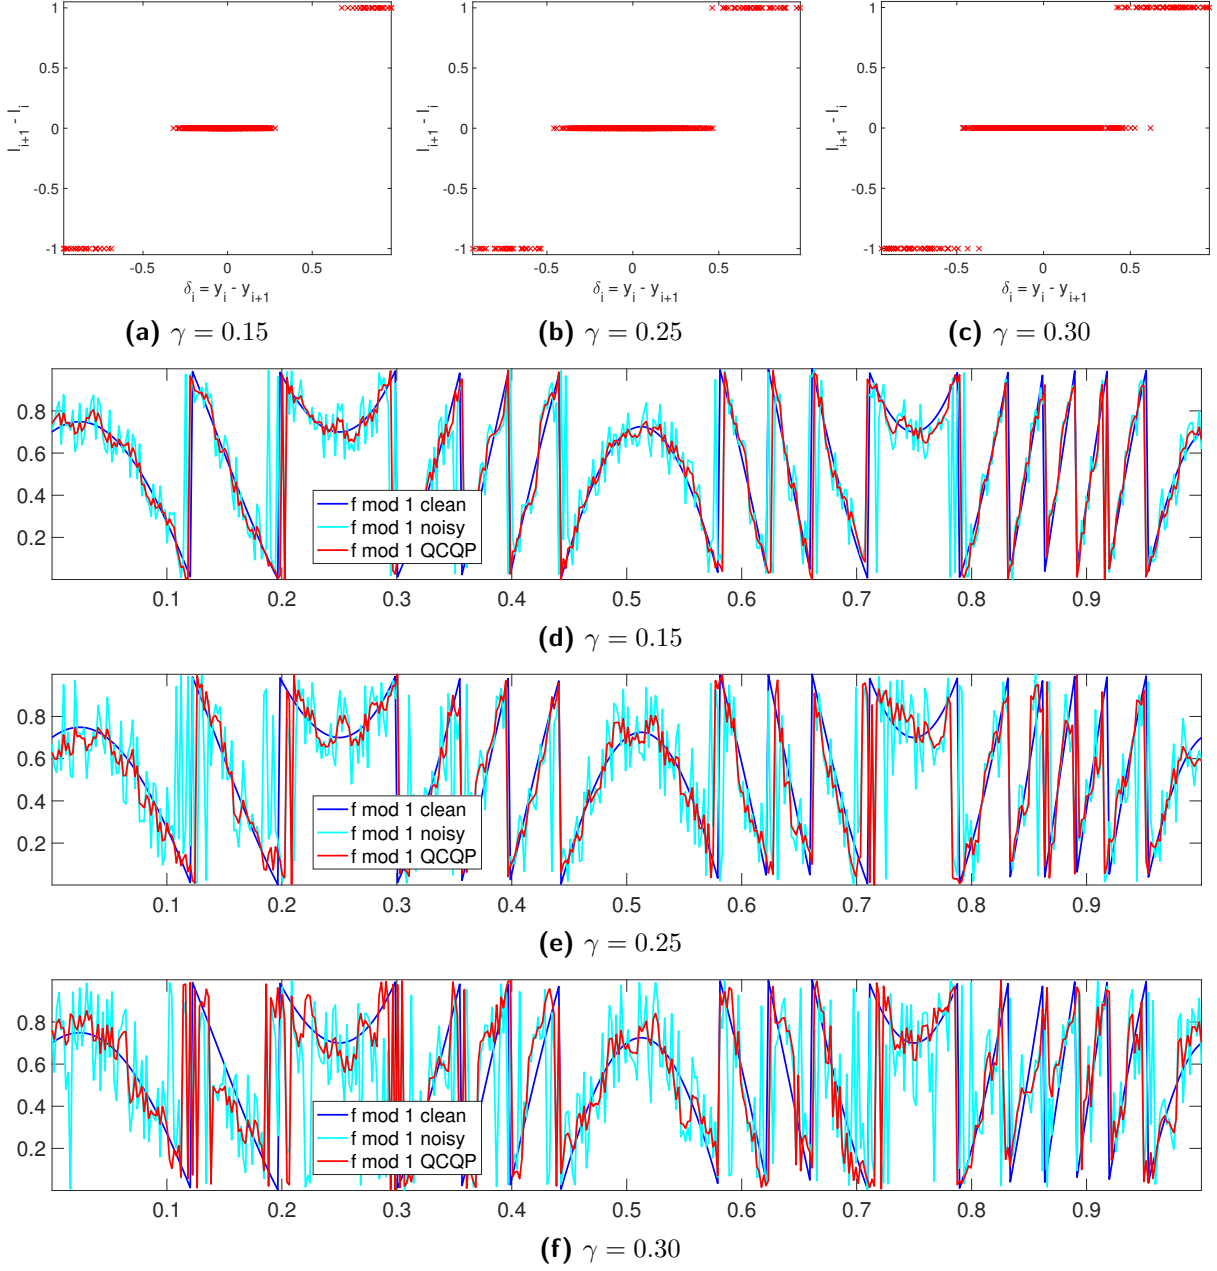 1
0.5
0
-0.5
-1
l_{i+1} - l_i
-0.5 0 0.5
δ_i = y_i - y_{i+1}
(a) γ = 0.15
1
0.5
0
-0.5
-1
l_{i+1} - l_i
-0.5 0 0.5
δ_i = y_i - y_{i+1}
(b) γ = 0.25
1
0.5
0
-0.5
-1
l_{i+1} - l_i
-0.5 0 0.5
δ_i = y_i - y_{i+1}
(c) γ = 0.30
0.8
0.6
0.4
0.2
f mod 1 clean
f mod 1 noisy
f mod 1 QCQP
0.1 0.2 0.3 0.4 0.5 0.6 0.7 0.8 0.9
(d) γ = 0.15
0.8
0.6
0.4
0.2
f mod 1 clean
f mod 1 noisy
f mod 1 QCQP
0.1 0.2 0.3 0.4 0.5 0.6 0.7 0.8 0.9
(e) γ = 0.25
0.8
0.6
0.4
0.2
f mod 1 clean
f mod 1 noisy
f mod 1 QCQP
0.1 0.2 0.3 0.4 0.5 0.6 0.7 0.8 0.9
(f) γ = 0.30